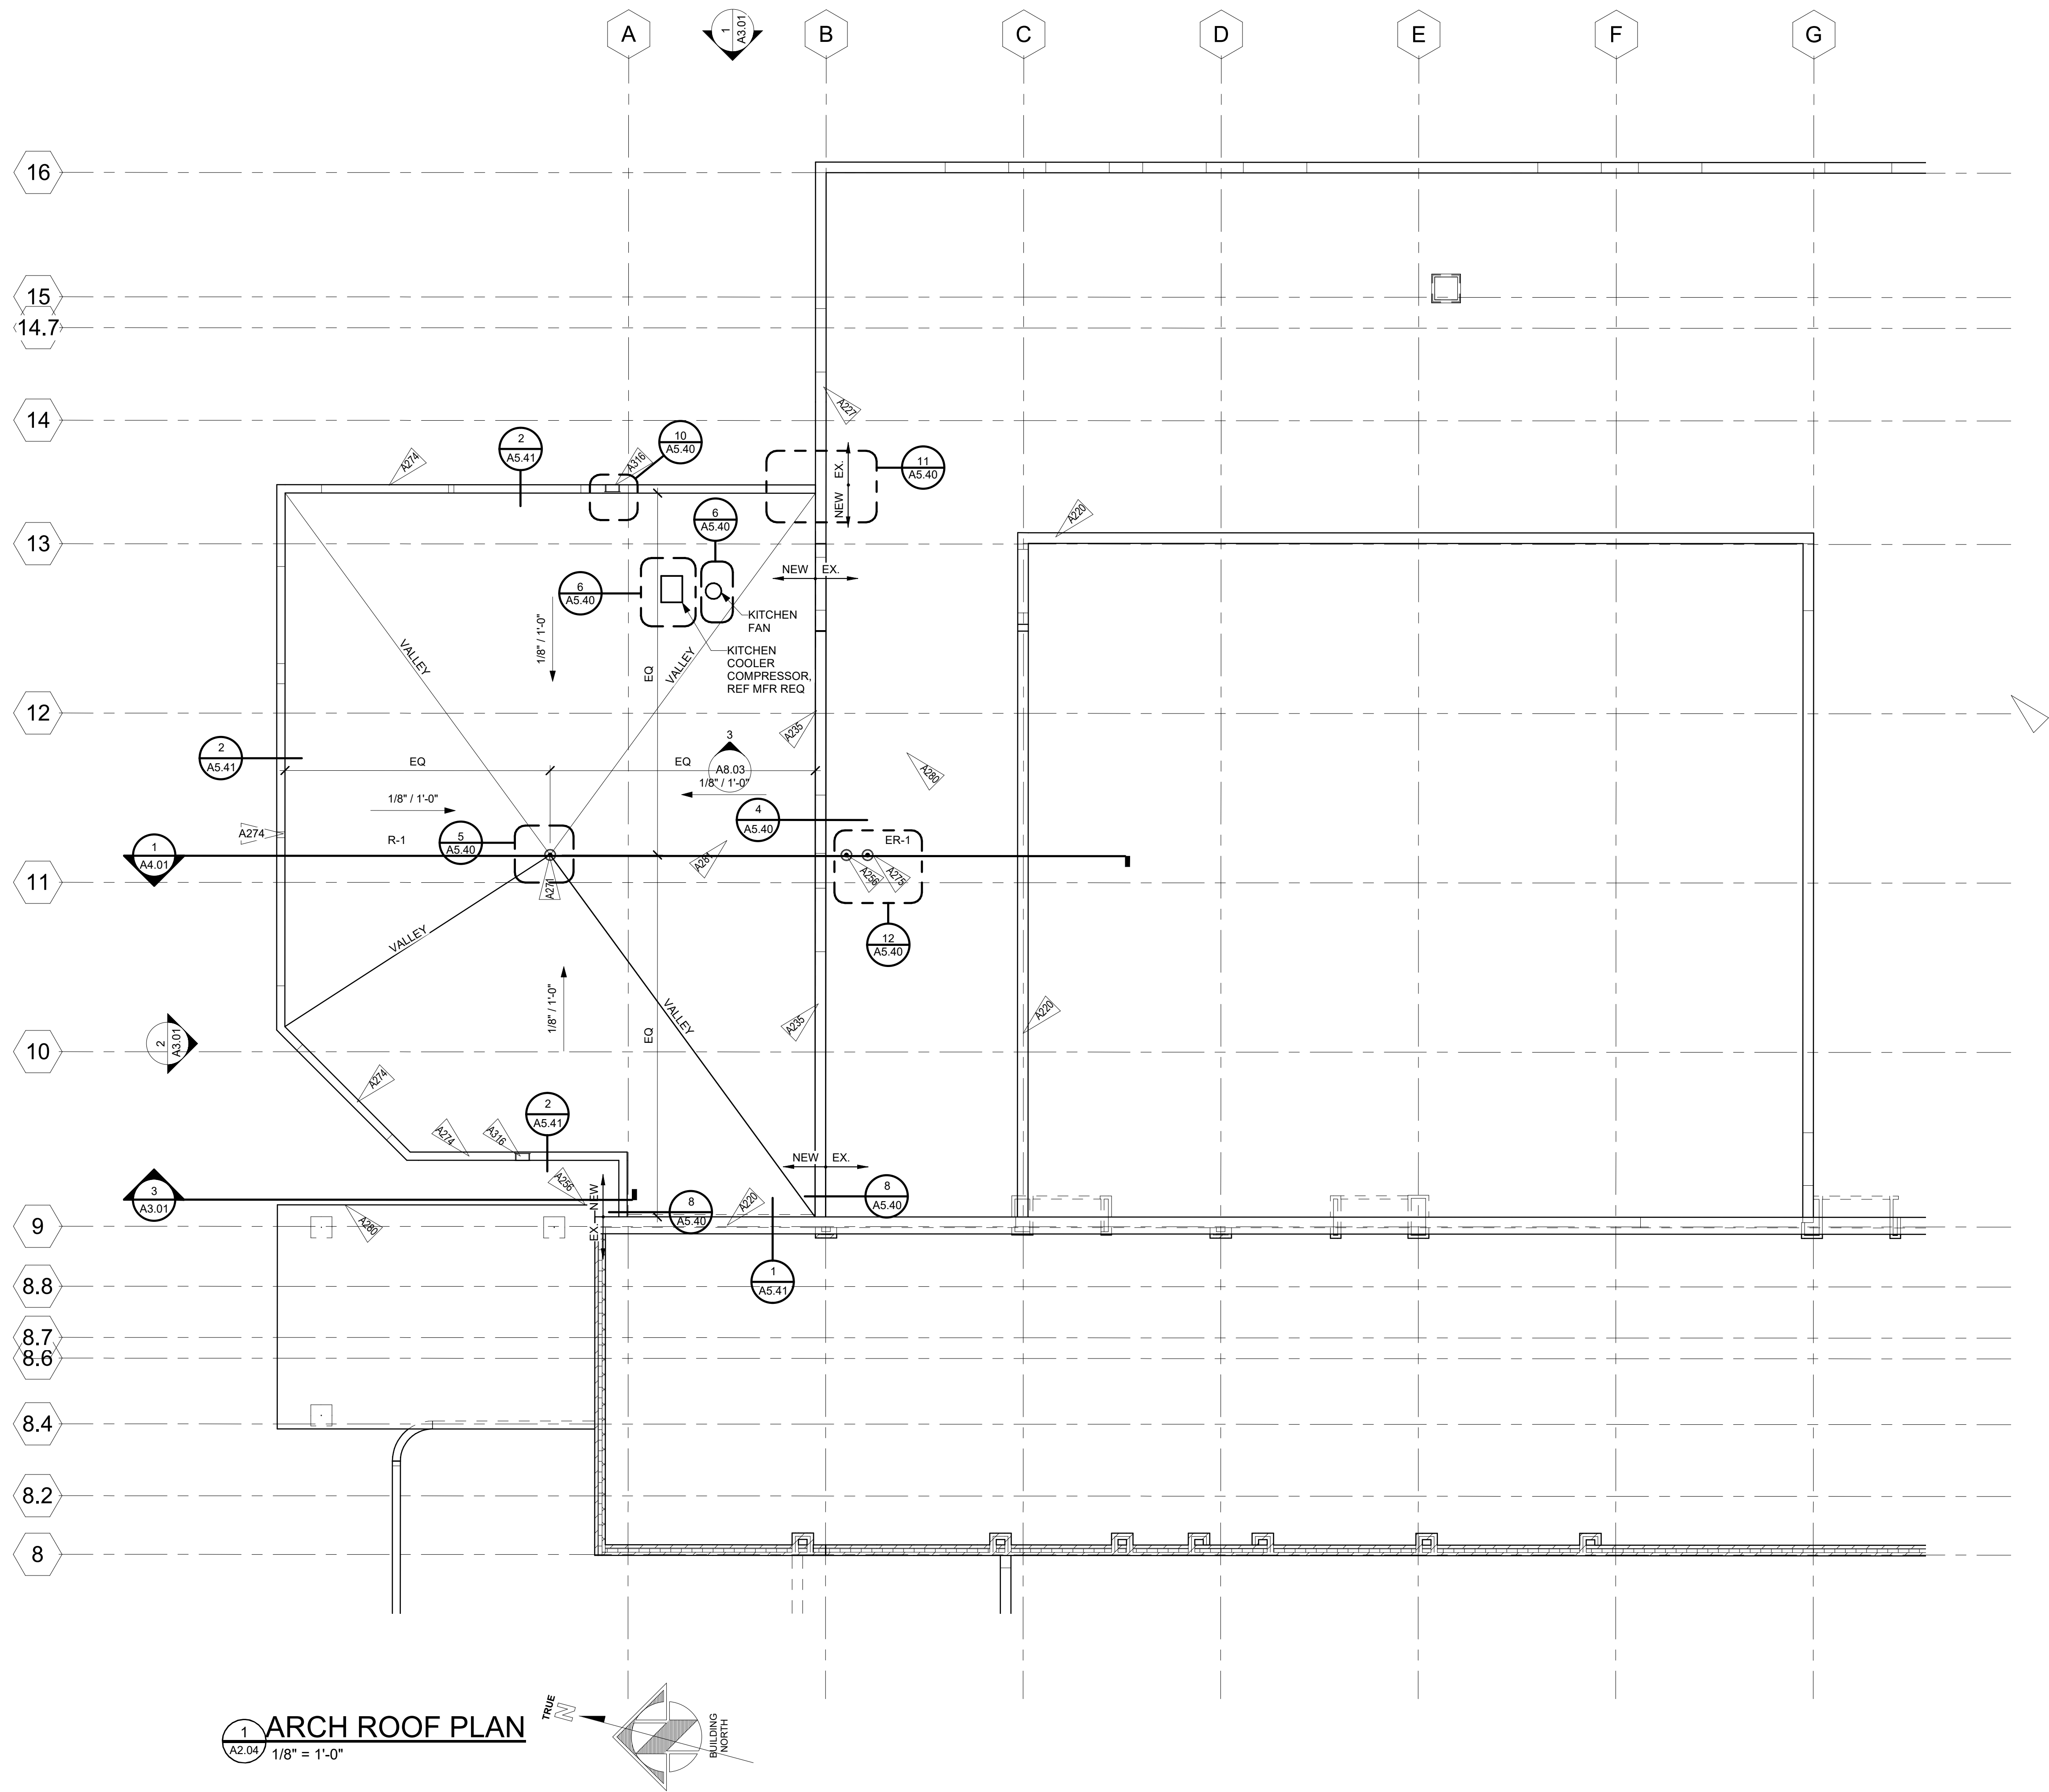 A
1
A3.01
B
C
D
E
F
G
16
15
14.7
14
A227
2
A5.41
10
A5.40
A274
A316
11
A5.40
EX.
NEW
6
A5.40
A220
13
NEW
EX.
6
A5.40
KITCHEN
FAN
1/8" / 1'-0"
VALLEY
EQ
VALLEY
KITCHEN
COOLER
COMPRESSOR,
REF MFR REQ
12
A235
2
A5.41
3
A8.03
EQ
EQ
A280
1/8" / 1'-0"
1/8" / 1'-0"
4
A5.40
A274
R-1
5
A5.40
ER-1
1
A4.01
A281
A256
A275
A271
11
VALLEY
12
A5.40
1/8" / 1'-0"
VALLEY
EQ
A235
A220
2
A3.01
10
A274
2
A5.41
A274
A316
NEW
EX.
A256
3
A3.01
NEW
EX.
8
A5.40
A220
8
A5.40
9
A280
1
A5.41
8.8
8.7
8.6
8.4
8.2
8
1
A2.04
ARCH ROOF PLAN
1/8" = 1'-0"
TRUE
N
BUILDING
NORTH